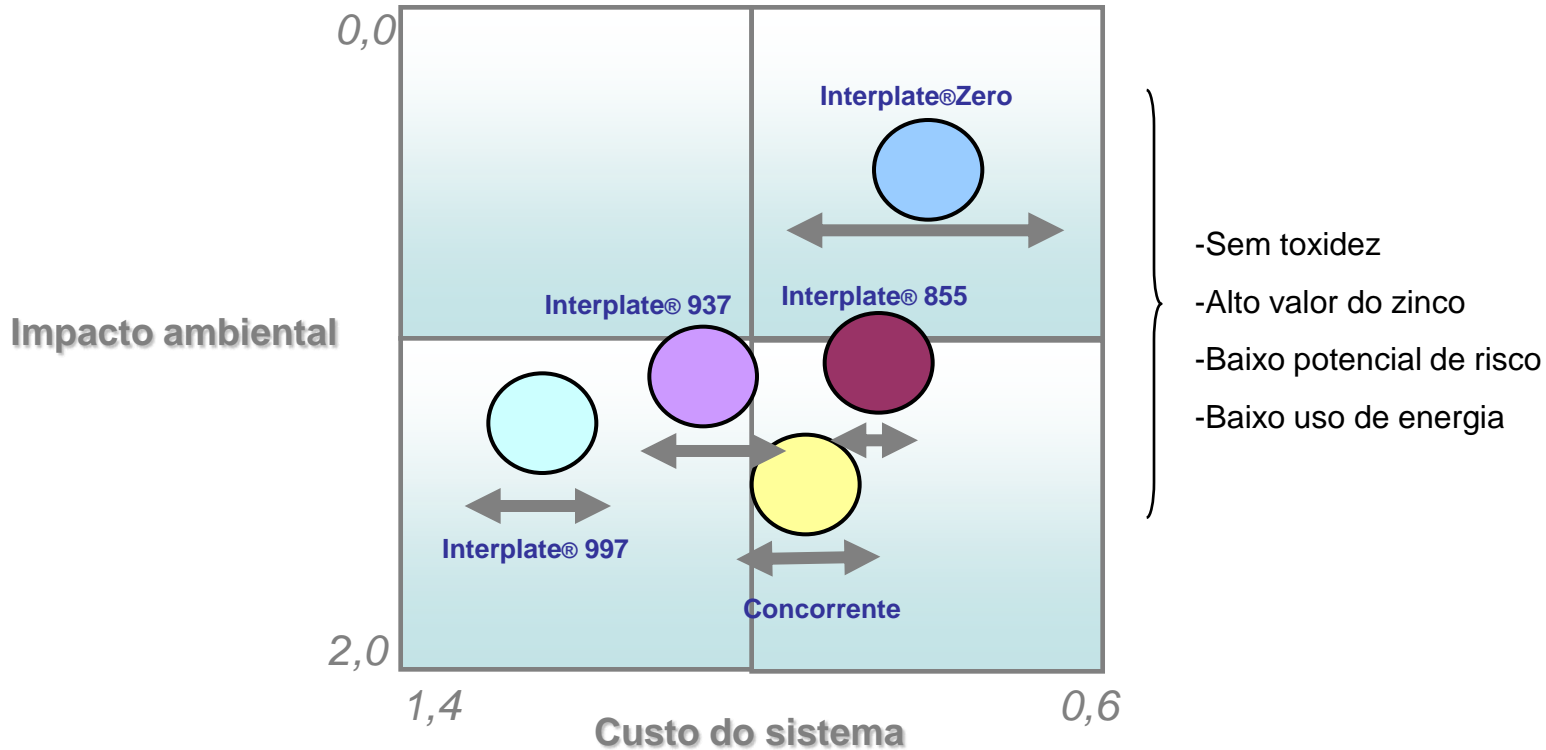 0,0
Interplate®Zero
-Sem toxidez
Interplate® 937
Interplate® 855
-Alto valor do zinco
Impacto ambiental
-Baixo potencial de risco
-Baixo uso de energia
Interplate® 997
Concorrente
2,0
1,4
0,6
Custo do sistema